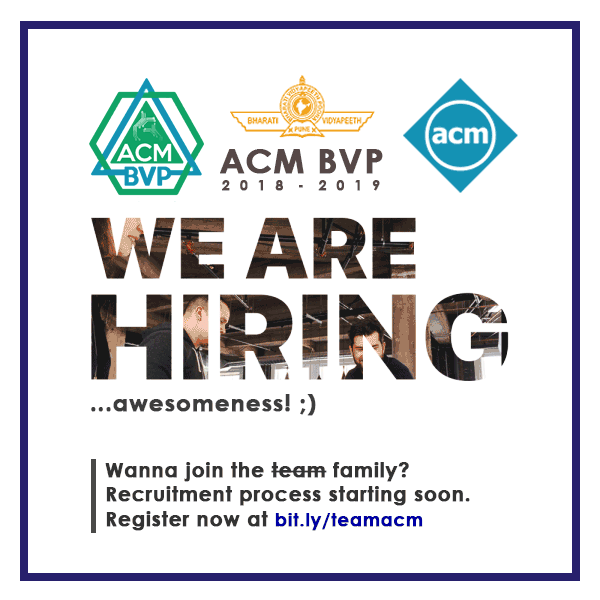 ACM
BVP
BHARATI VIDYAPEETH
PUNE
acm
ACM BVP
2018 - 2019
WE ARE
HIRING
...awesomeness! ;)
Wanna join the team family?
Recruitment process starting soon.
Register now at bit.ly/teamacm